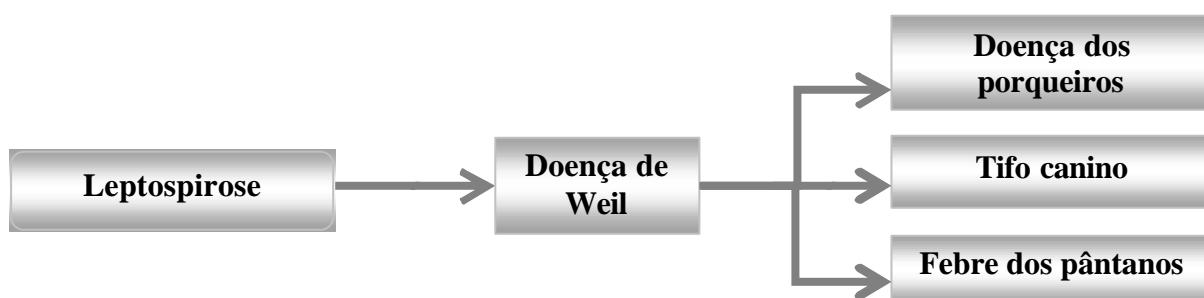 Leptospirose
Doença de
Weil
Doença dos
porqueiros
Tifo canino
Febre dos pântanos